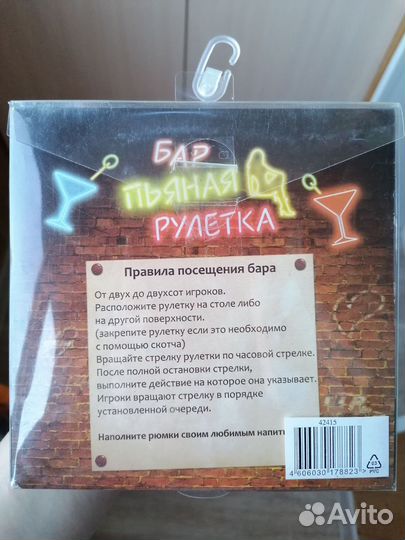 БАР
ПЬЯНАЯ
РУЛЕТКА
Правила посещения бара
От двух до двухсот игроков.
Расположите рулетку на столе либо
на другой поверхности.
(закрепите рулетку если это необходимо
с помощью скотча)
Вращайте стрелку рулетки по часовой стрелке.
После полной остановки стрелки,
выполните действие на которое она указывает.
Игроки вращают стрелку в порядке
установленной очереди.
Наполните рюмки своим любимым напит
42415
4 606030 178823 >
Avito